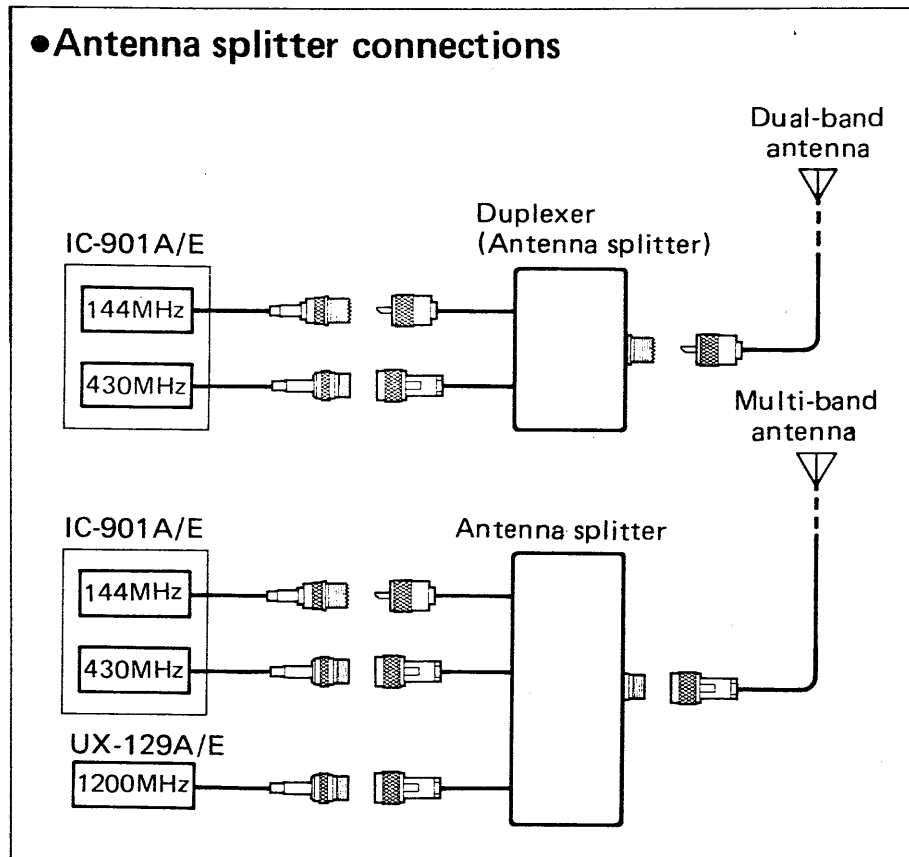 ●Antenna splitter connections
Dual-band
antenna
Duplexer
(Antenna splitter)
IC-901A/E
144MHz
430MHz
Multi-band
antenna
IC-901A/E
Antenna splitter
144MHz
430MHz
UX-129A/E
1200MHz